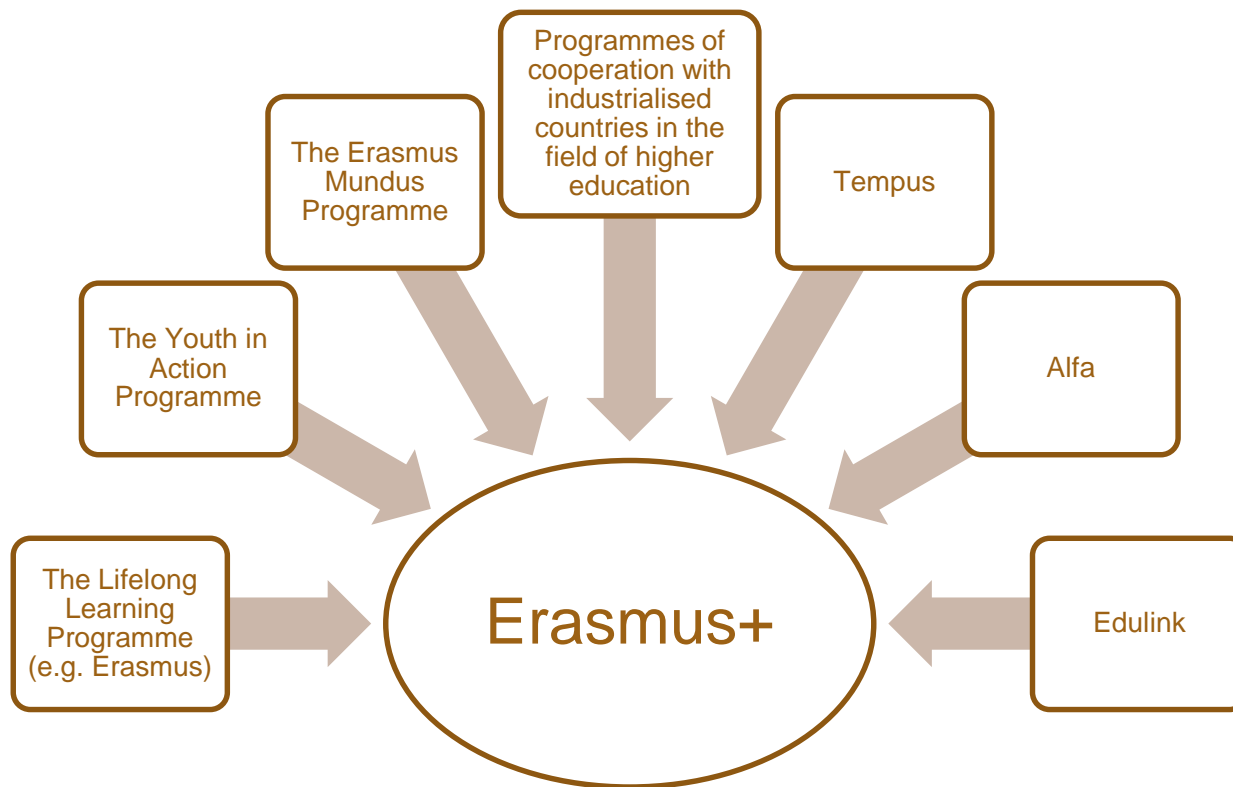 Programmes of
cooperation with
industrialised
countries in the
field of higher
education
The Erasmus
Mundus
Programme
Tempus
The Youth in
Action
Programme
Alfa
The Lifelong
Learning
Programme
(e.g. Erasmus)
Erasmus+
Edulink